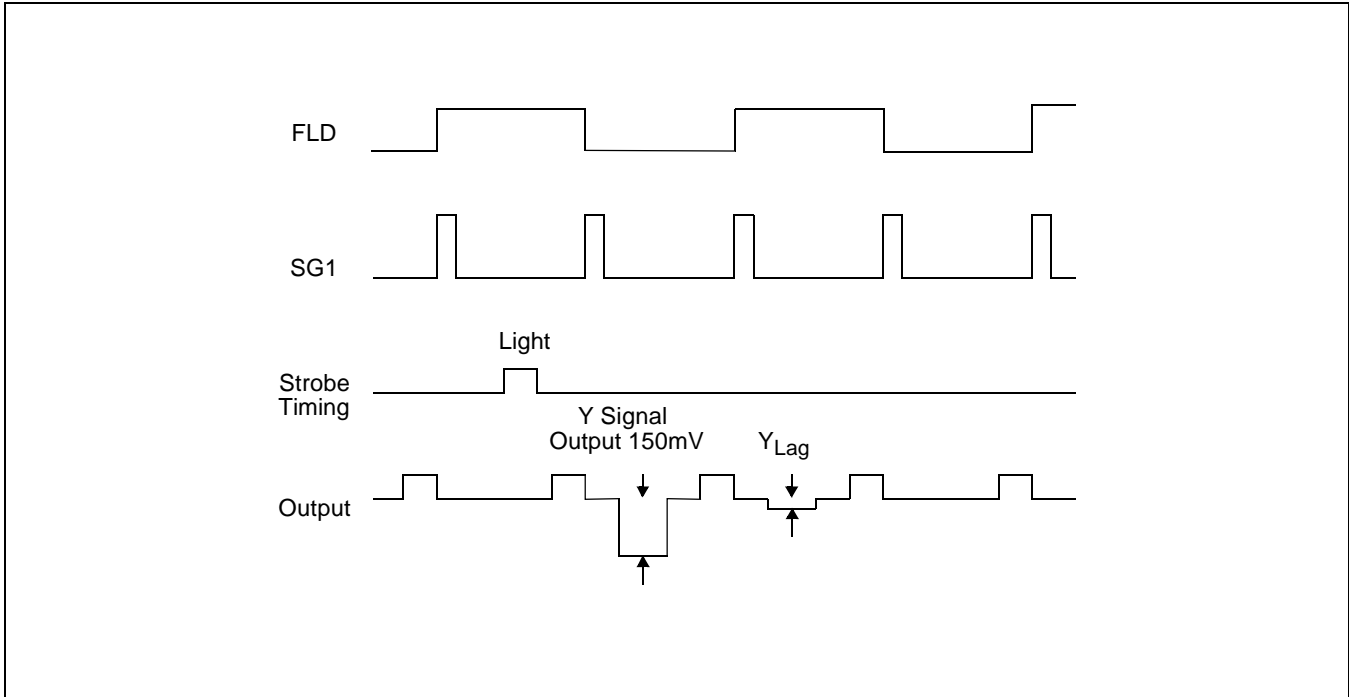 FLD
SG1
Light
Strobe
Timing
Y Signal
Output 150mV
YLag
Output